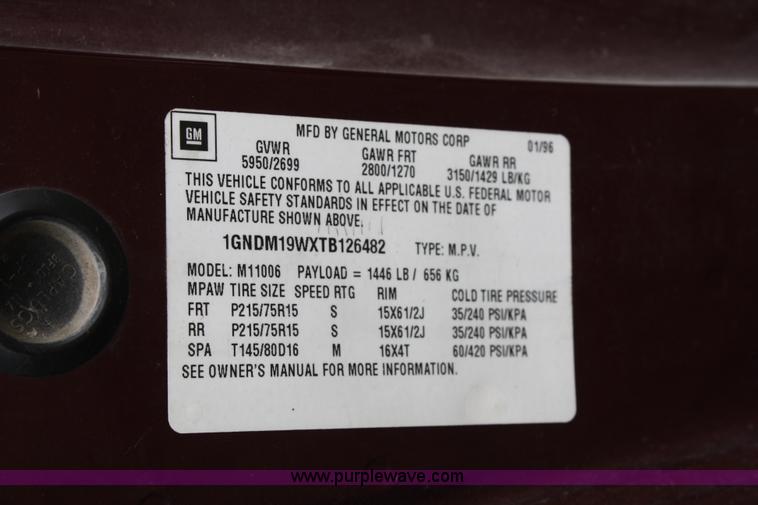 GM
MFD BY GENERAL MOTORS CORP 01/96
GVWR GAWR FRT GAWR RR
5950/2699 2800/1270 3150/1429 LB/KG
THIS VEHICLE CONFORMS TO ALL APPLICABLE U.S. FEDERAL MOTOR
VEHICLE SAFETY STANDARDS IN EFFECT ON THE DATE OF
MANUFACTURE SHOWN ABOVE.
1GNDM19WXTB126482 TYPE: M.P.V.
MODEL: M11006 PAYLOAD = 1446 LB / 656 KG
MPAW TIRE SIZE SPEED RTG RIM COLD TIRE PRESSURE
FRT P215/75R15 S 15X61/2J 35/240 PSI/KPA
RR P215/75R15 S 15X61/2J 35/240 PSI/KPA
SPA T145/80D16 M 16X4T 60/420 PSI/KPA
SEE OWNER'S MANUAL FOR MORE INFORMATION.
www.purplewave.com